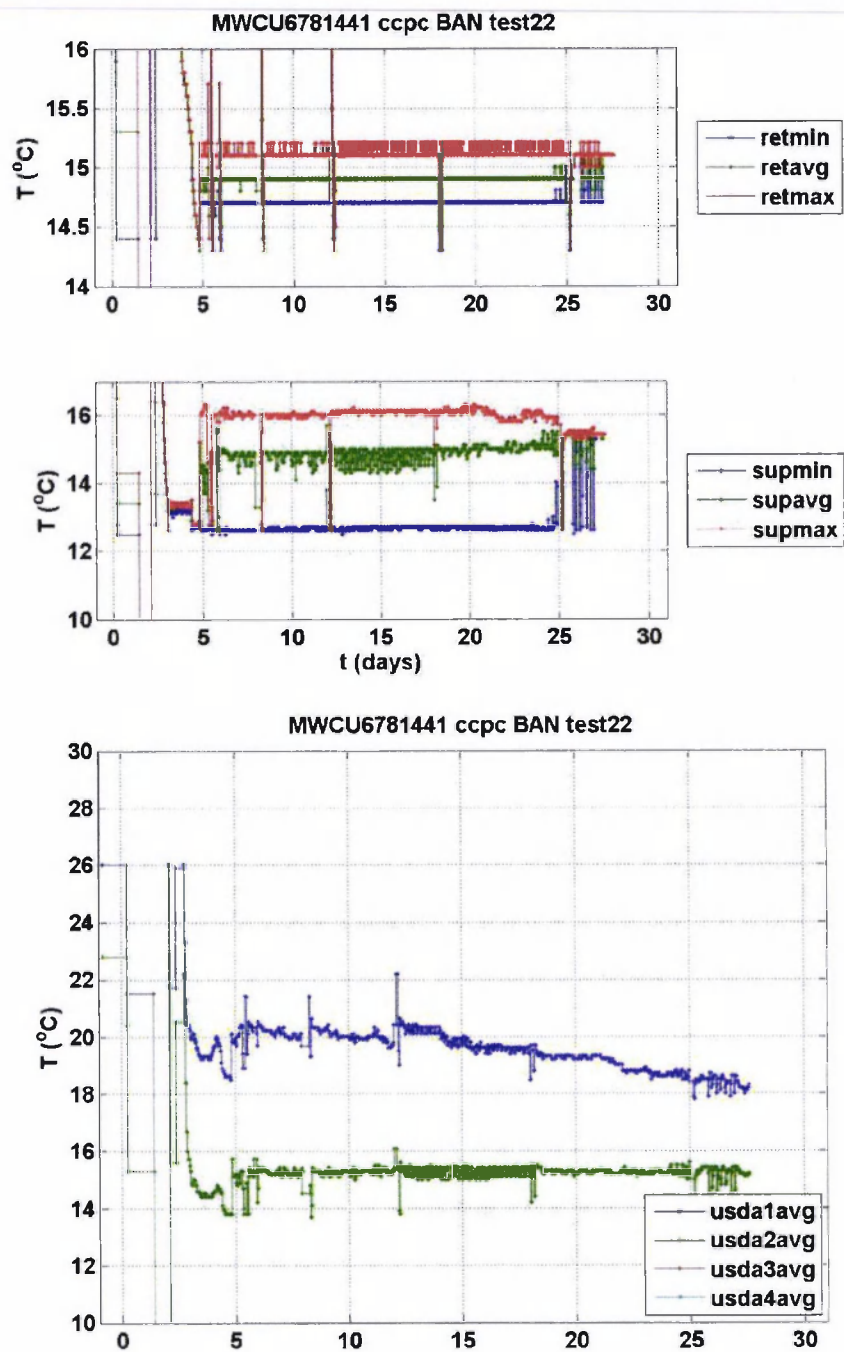 MWCU6781441 ccpc BAN test22
16
15.5
15
14.5
14
T (°C)
0 5 10 15 20 25 30
retmin
retavg
retmax
16
14
12
10
T (°C)
0 5 10 15 20 25 30
t (days)
supmin
supavg
supmax
MWCU6781441 ccpc BAN test22
30
28
26
24
22
20
18
16
14
12
10
T (°C)
0 5 10 15 20 25 30
usda1avg
usda2avg
usda3avg
usda4avg